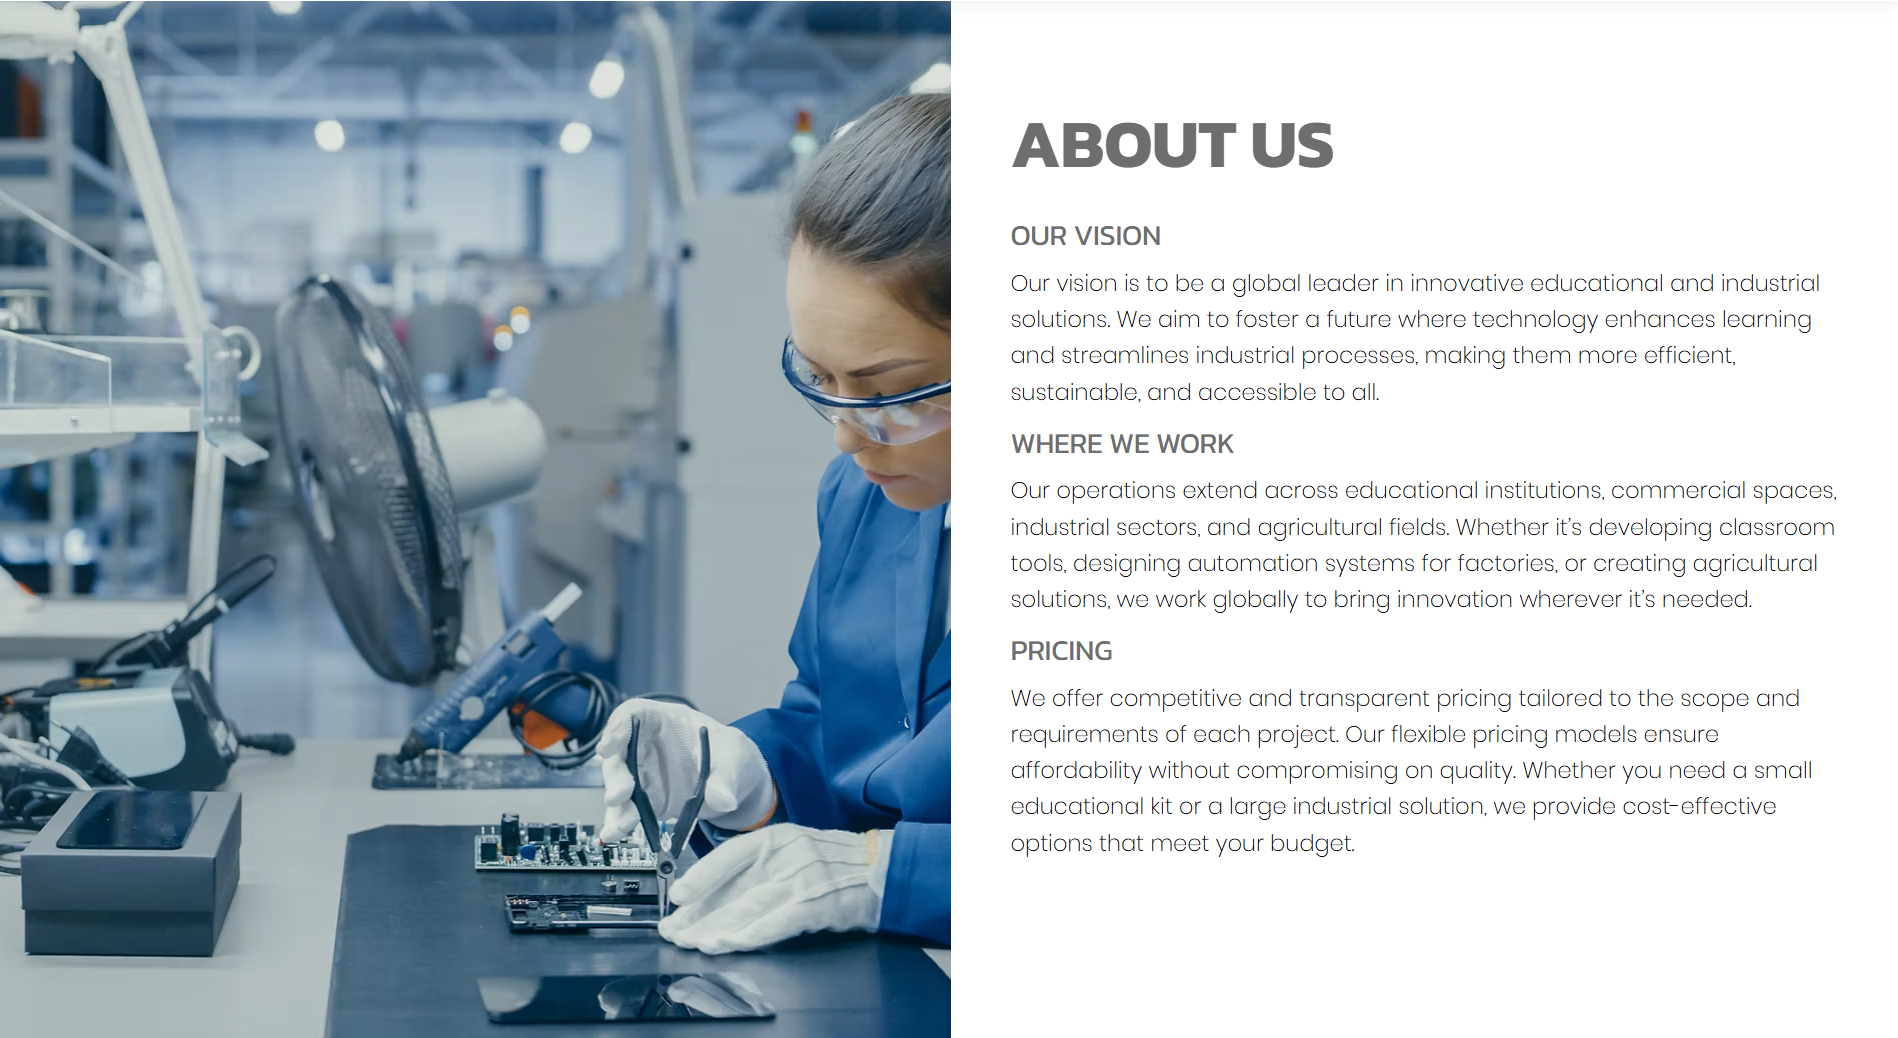 ABOUT US
OUR VISION
Our vision is to be a global leader in innovative educational and industrial
solutions. We aim to foster a future where technology enhances learning
and streamlines industrial processes, making them more efficient,
sustainable, and accessible to all.
WHERE WE WORK
Our operations extend across educational institutions, commercial spaces,
industrial sectors, and agricultural fields. Whether it's developing classroom
tools, designing automation systems for factories, or creating agricultural
solutions, we work globally to bring innovation wherever it's needed.
PRICING
We offer competitive and transparent pricing tailored to the scope and
requirements of each project. Our flexible pricing models ensure
affordability without compromising on quality. Whether you need a small
educational kit or a large industrial solution, we provide cost-effective
options that meet your budget.